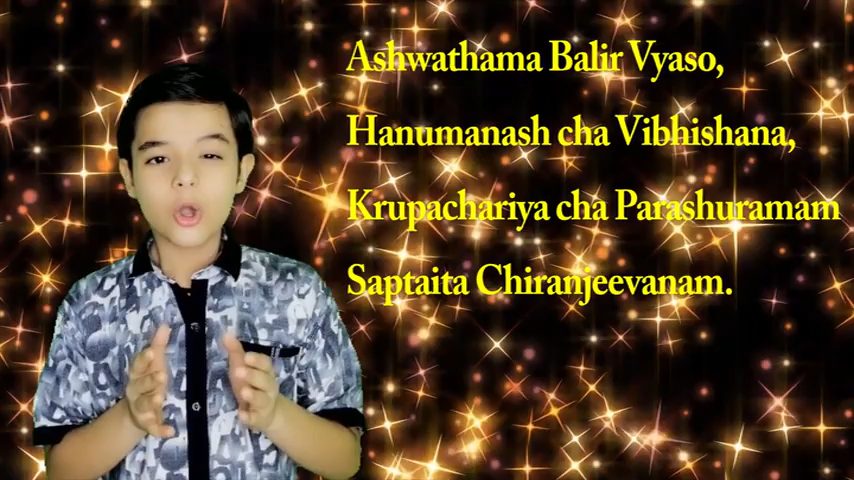 Ashwathama Balir Vyaso,
Hanumanash cha Vibhishana,
Krupachariya cha Parashuramam
Saptaita Chiranjeevanam.